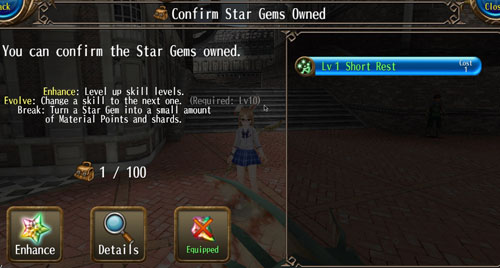 ack
Confirm Star Gems Owned
Clos
You can confirm the Star Gems owned.
Enhance: Level up skill levels.
Evolve: Change a skill to the next one. (Required: Lv10)
Break: Turn a Star Gem into a small amount
of Material Points and shards.
1 / 100
Enhance
Details
Equipped
Lv 1 Short Rest
Cost
1